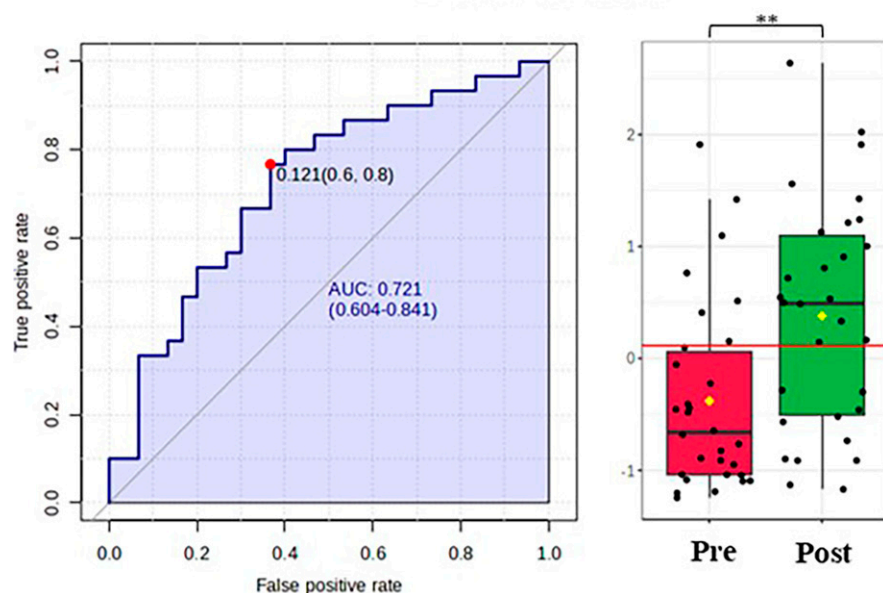 True positive rate
1.0
0.8
0.6
0.4
0.2
0.0
0.121(0.6, 0.8)
AUC: 0.721
(0.604-0.841)
0.0 0.2 0.4 0.6 0.8 1.0
False positive rate
**
2
1
0
-1
Pre Post